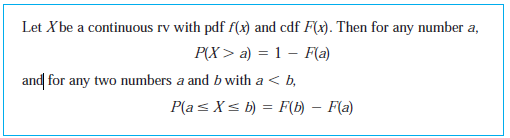 Let X be a continuous rv with pdf f(x) and cdf F(x). Then for any number a,
P(X > a) = 1 − F(a)
and for any two numbers a and b with a < b,
P(a ≤ X ≤ b) = F(b) − F(a)